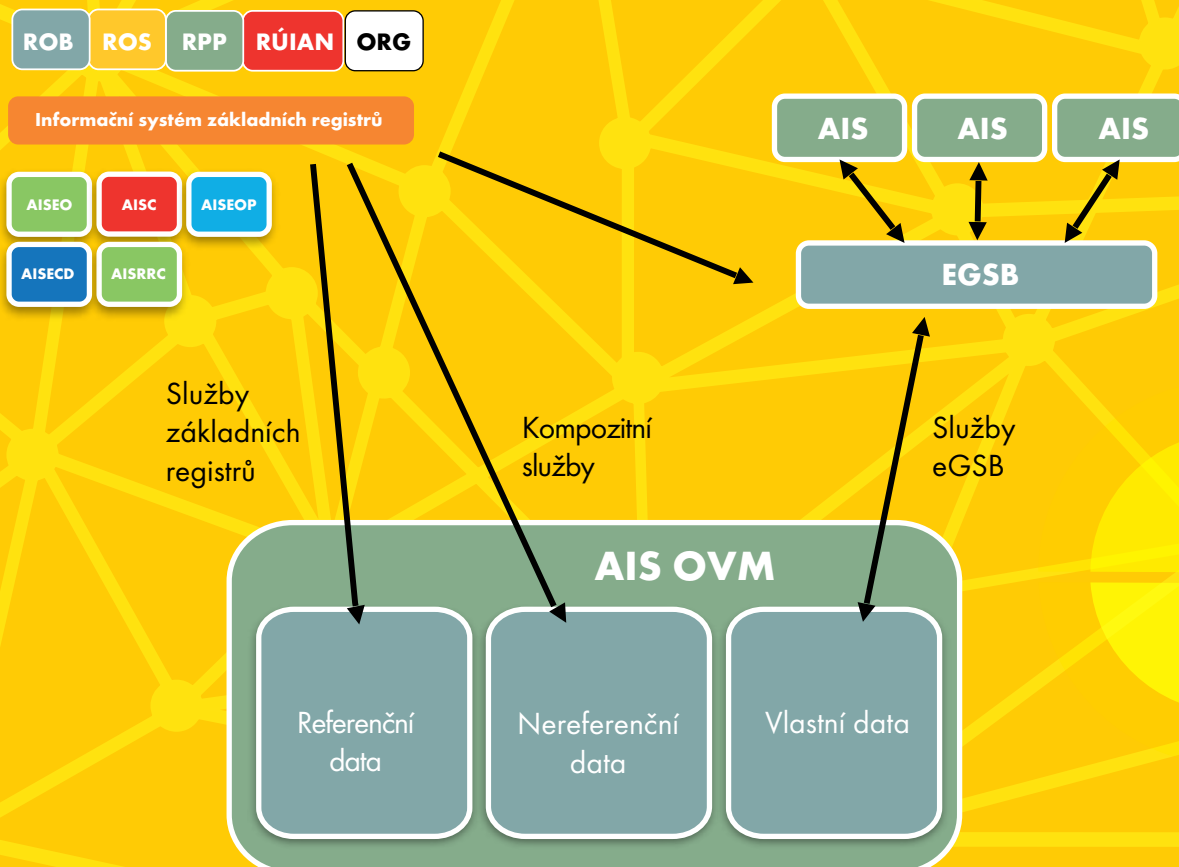 ROB ROS RPP RÚIAN ORG
Informační systém základních registrů
AIS AIS AIS
AISEO AISC AISEOP
AISECD AISRRC
EGSB
Služby
základních
registrů
Kompozitní
služby
Služby
eGSB
AIS OVM
Referenční
data
Nereferenční
data
Vlastní data